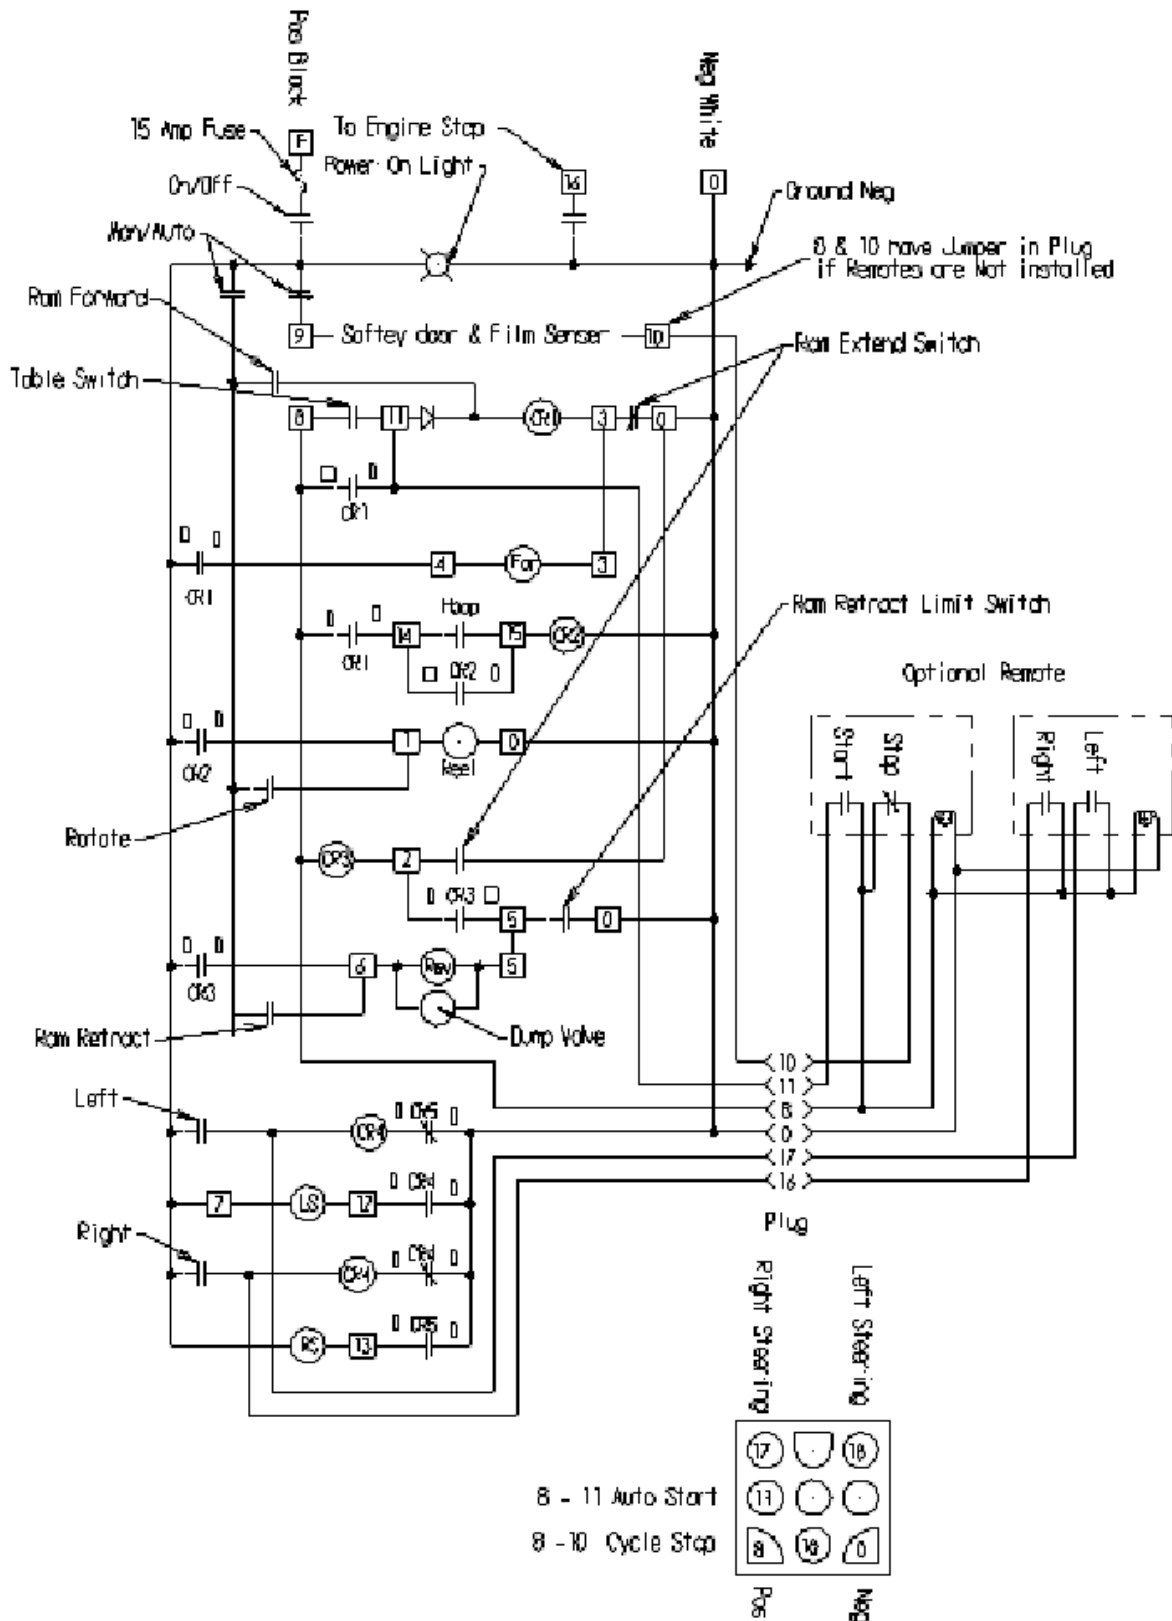 Pos Black
Neg White
15 Amp Fuse
To Engine Stop
F
Power On Light
16
0
On/Off
Ground Neg
Man/Auto
8 & 10 have Jumper in Plug
if Remotes are Not installed
Ram Forward
9
Saftey door & Film Senser
10
Ram Extend Switch
Table Switch
8
11
CR1
3
0
CR1
4
For
3
CR1
Ram Retract Limit Switch
Hoop
14
15
CR2
CR1
CR2
Optional Remote
Start
Stop
Right
Left
1
0
CR2
Rotate
CR3
2
CR3
5
0
6
Rev
5
CR3
Ram Retract
Dump Valve
10
11
8
0
17
16
Left
CR4
CR5
7
LS
12
CR4
Plug
Right
CR4
CR4
RS
13
CR5
Right Steering
Left Steering
17
8 - 11 Auto Start
11
8 -10 Cycle Stop
8
0
Pos
Neg